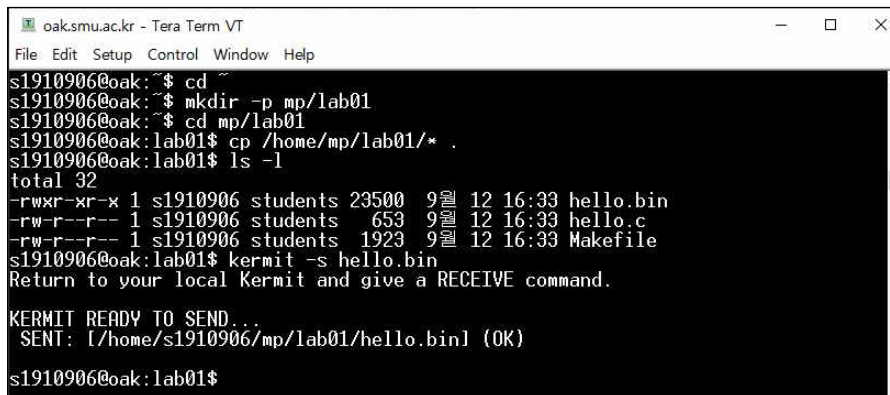 oak.smu.ac.kr - Tera Term VT
File Edit Setup Control Window Help
s1910906@oak:~$ cd ~
s1910906@oak:~$ mkdir -p mp/lab01
s1910906@oak:~$ cd mp/lab01
s1910906@oak:lab01$ cp /home/mp/lab01/* .
s1910906@oak:lab01$ ls -l
total 32
-rwxr-xr-x 1 s1910906 students 23500  9월 12 16:33 hello.bin
-rw-r--r-- 1 s1910906 students   653  9월 12 16:33 hello.c
-rw-r--r-- 1 s1910906 students  1923  9월 12 16:33 Makefile
s1910906@oak:lab01$ kermit -s hello.bin
Return to your local Kermit and give a RECEIVE command.
KERMIT READY TO SEND...
SENT: [/home/s1910906/mp/lab01/hello.bin] (OK)
s1910906@oak:lab01$